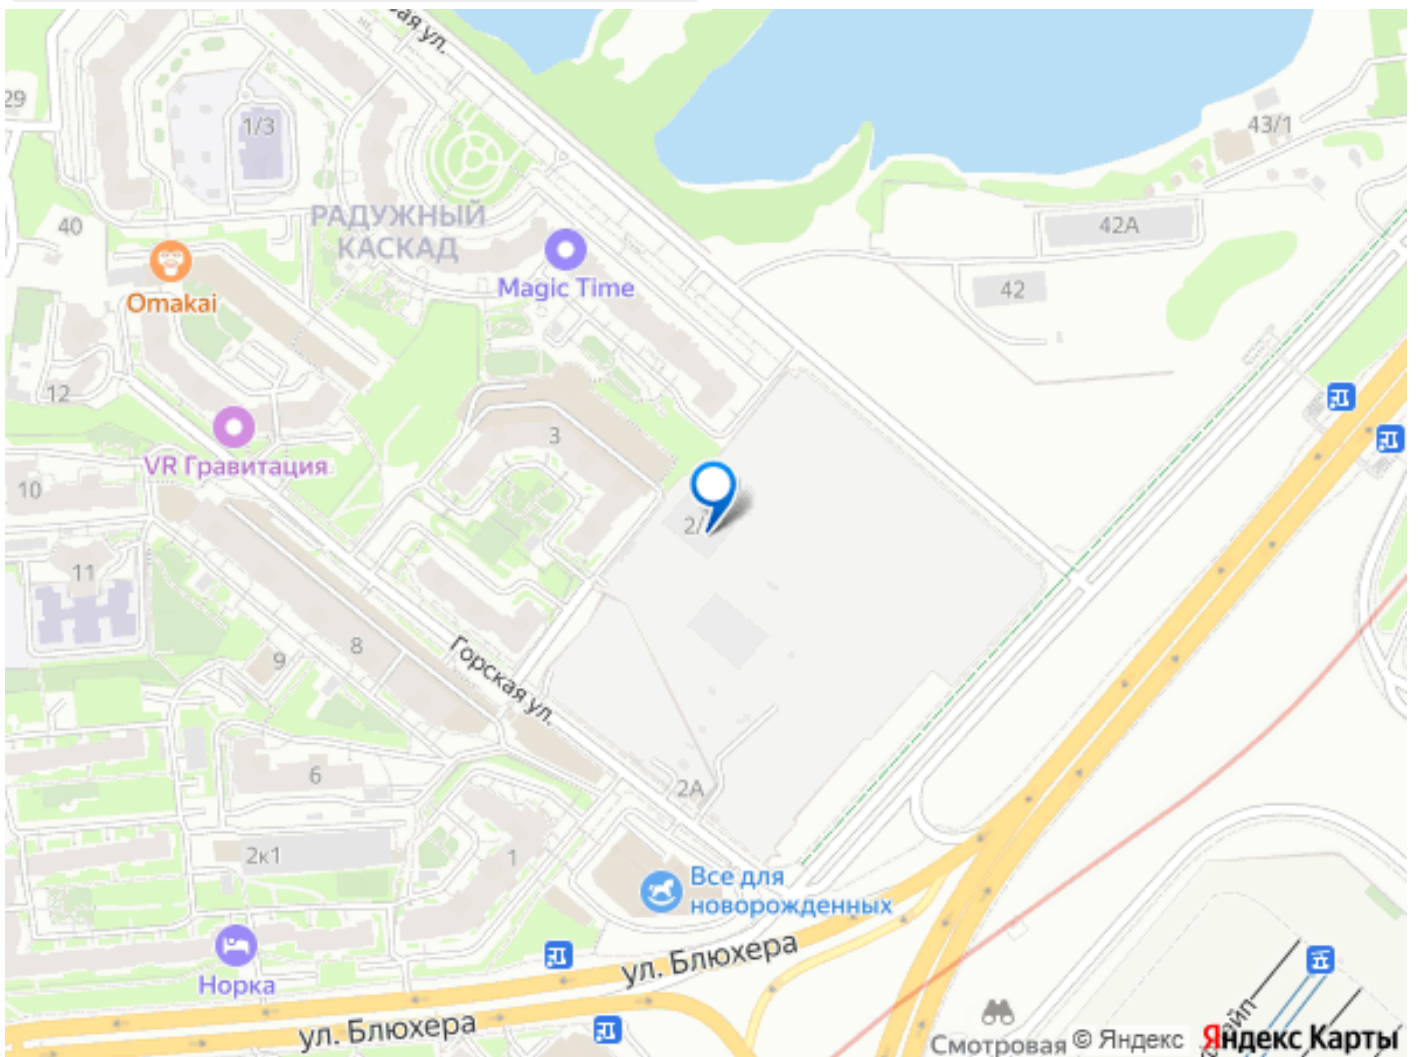 вая ул.
29
1/3
43/1
40
РАДУЖНЫЙ
КАСКАД
42А
Omakai
Magic Time
42
12
3
VR Гравитация
10
2/
11
8
9
Горская ул.
6
2А
2к1
1
Все для
новорожденных
ул. Блюхера
Норка
ул. Блюхера
Смотровая
© Яндекс
Яндекс Карты